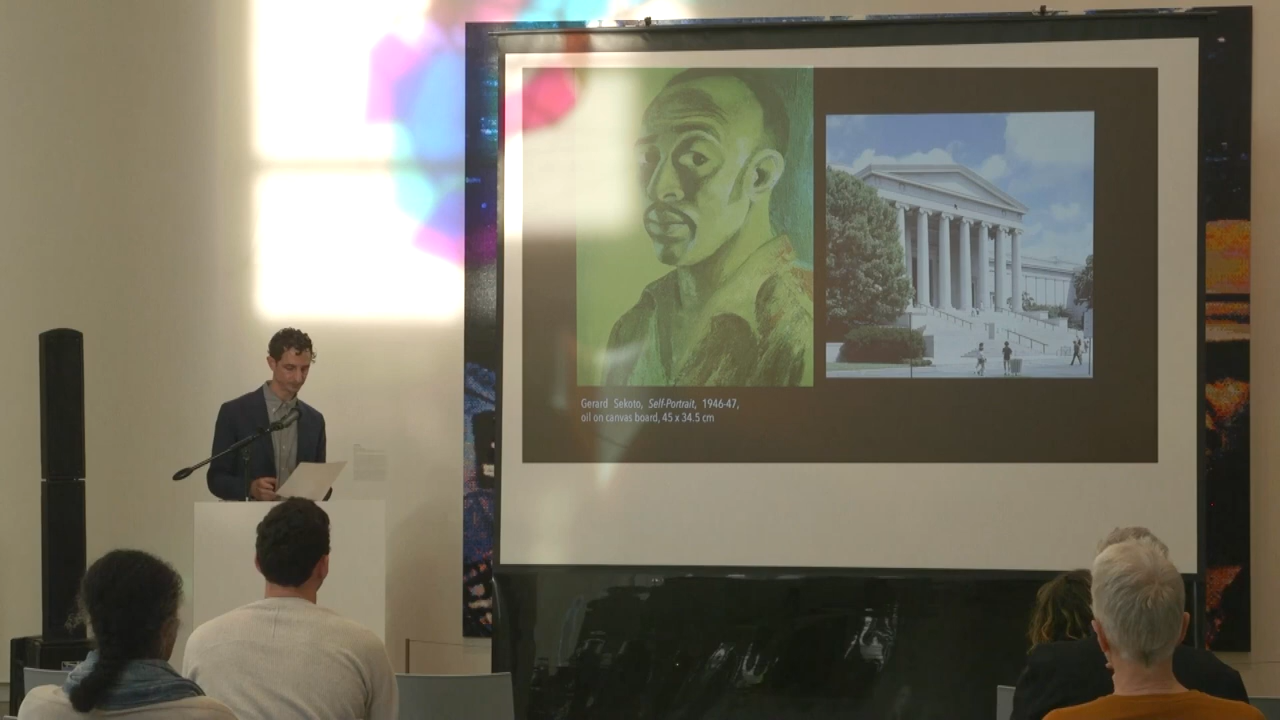 Gerard Sekoto, Self-Portrait, 1946-47,
oil on canvas board, 45 x 34.5 cm